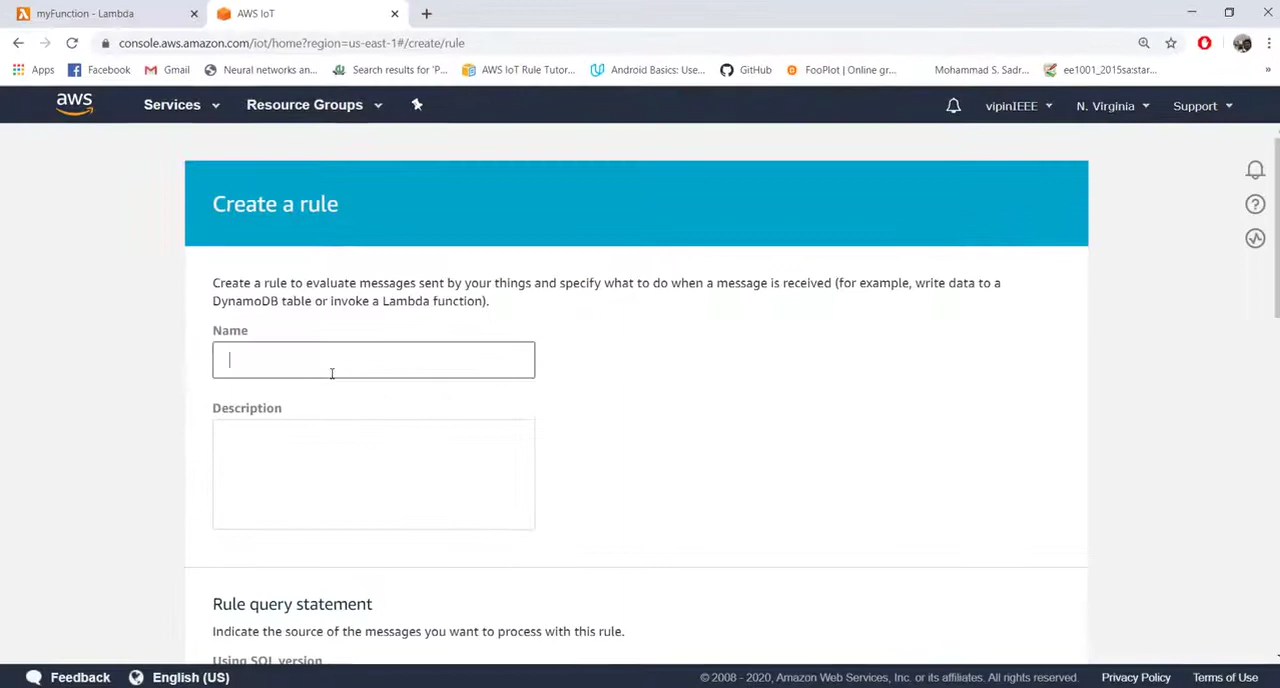 myFunction - Lambda
AWS IoT
console.aws.amazon.com/iot/home?region=us-east-1#/create/rule
Apps
Facebook
Gmail
Neural networks an...
Search results for 'P...
AWS IoT Rule Tutor...
Android Basics: Use...
GitHub
FooPlot | Online gr...
Mohammad S. Sadr...
ee1001_2015sa:star...
»
aws
Services
Resource Groups
vipinIEEE
N. Virginia
Support
Create a rule
Create a rule to evaluate messages sent by your things and specify what to do when a message is received (for example, write data to a
DynamoDB table or invoke a Lambda function).
Name
Description
Rule query statement
Indicate the source of the messages you want to process with this rule.
Using SQL version
Feedback
English (US)
© 2008 - 2020, Amazon Web Services, Inc. or its affiliates. All rights reserved.
Privacy Policy
Terms of Use